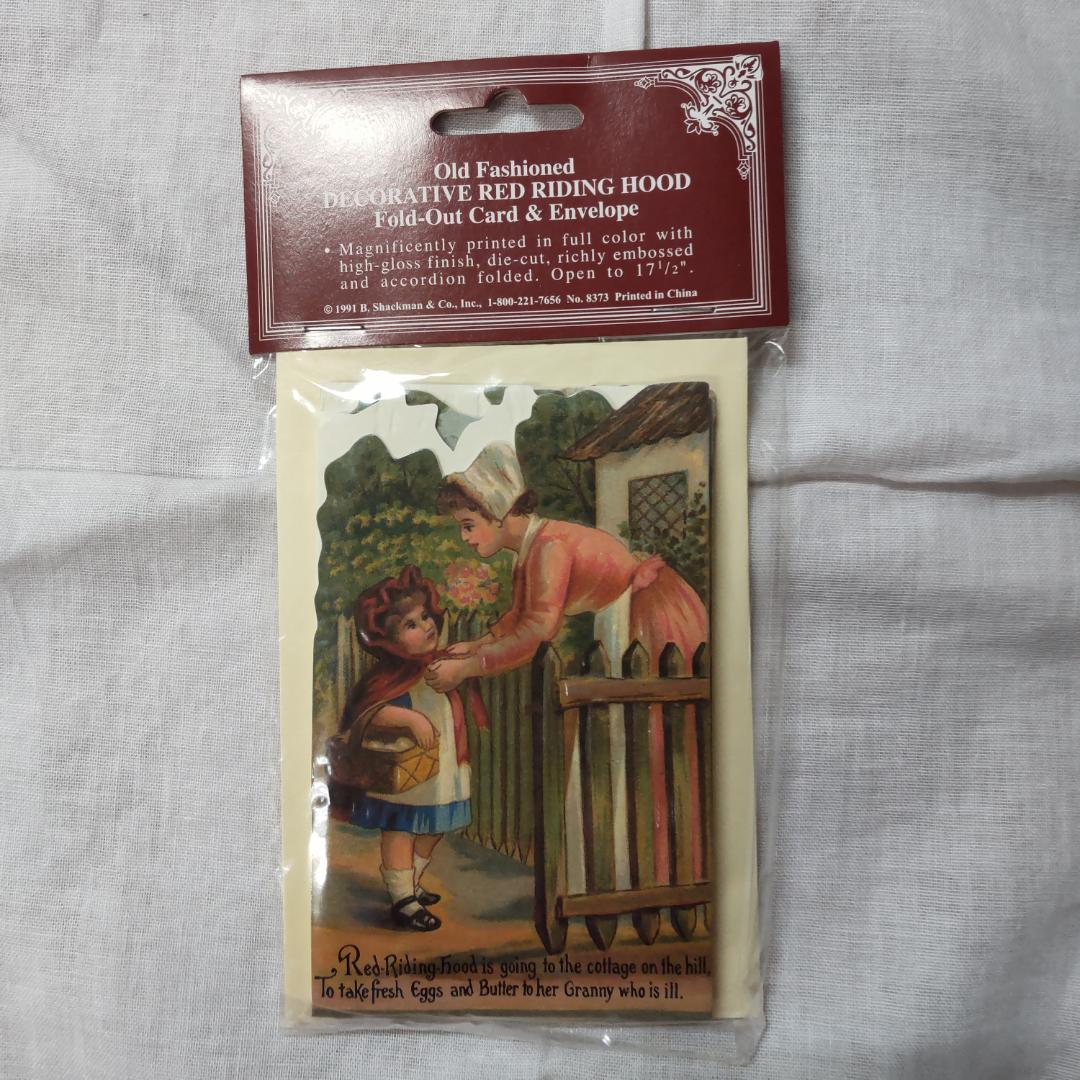 Old Fashioned
DECORATIVE RED RIDING HOOD
Fold-Out Card & Envelope
• Magnificently printed in full color with
high-gloss finish, die-cut, richly embossed
and accordion folded. Open to 17 1/2".
© 1991 B. Shackman & Co., Inc., 1-800-221-7656 No. 8373 Printed in China
Red-Riding-hood is going to the cottage on the hill,
To take fresh Eggs and Butter to her Granny who is ill.